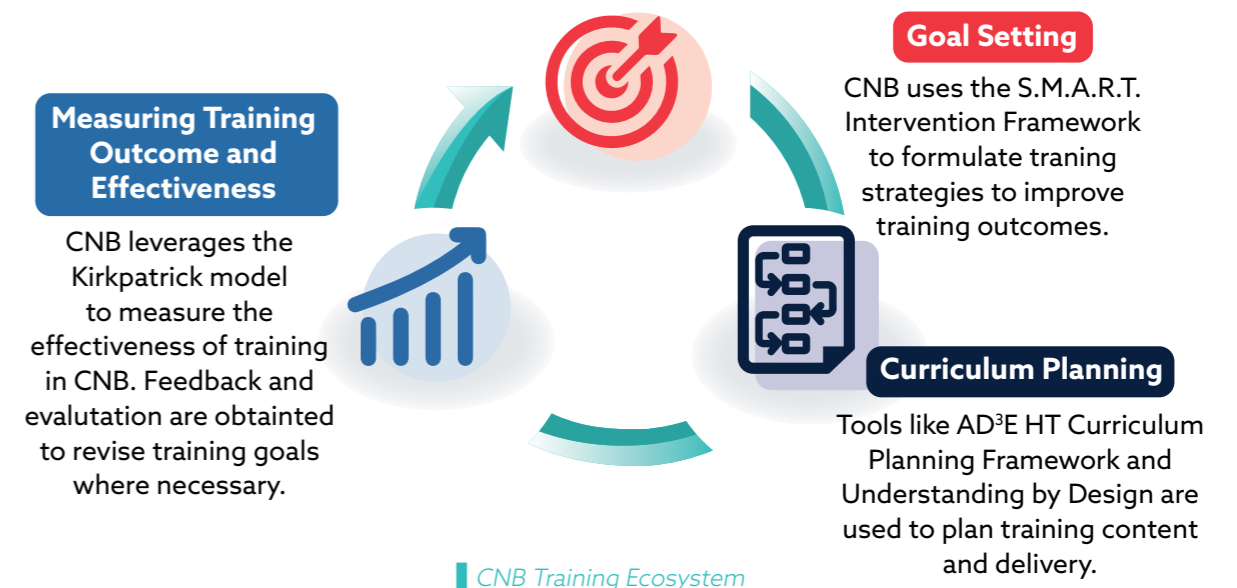 Goal Setting
CNB uses the S.M.A.R.T.
Intervention Framework
to formulate traning
strategies to improve
training outcomes.
Curriculum Planning
Tools like AD³E HT Curriculum
Planning Framework and
Understanding by Design are
used to plan training content
and delivery.
Measuring Training
Outcome and
Effectiveness
CNB leverages the
Kirkpatrick model
to measure the
effectiveness of training
in CNB. Feedback and
evalutation are obtainted
to revise training goals
where necessary.
CNB Training Ecosystem